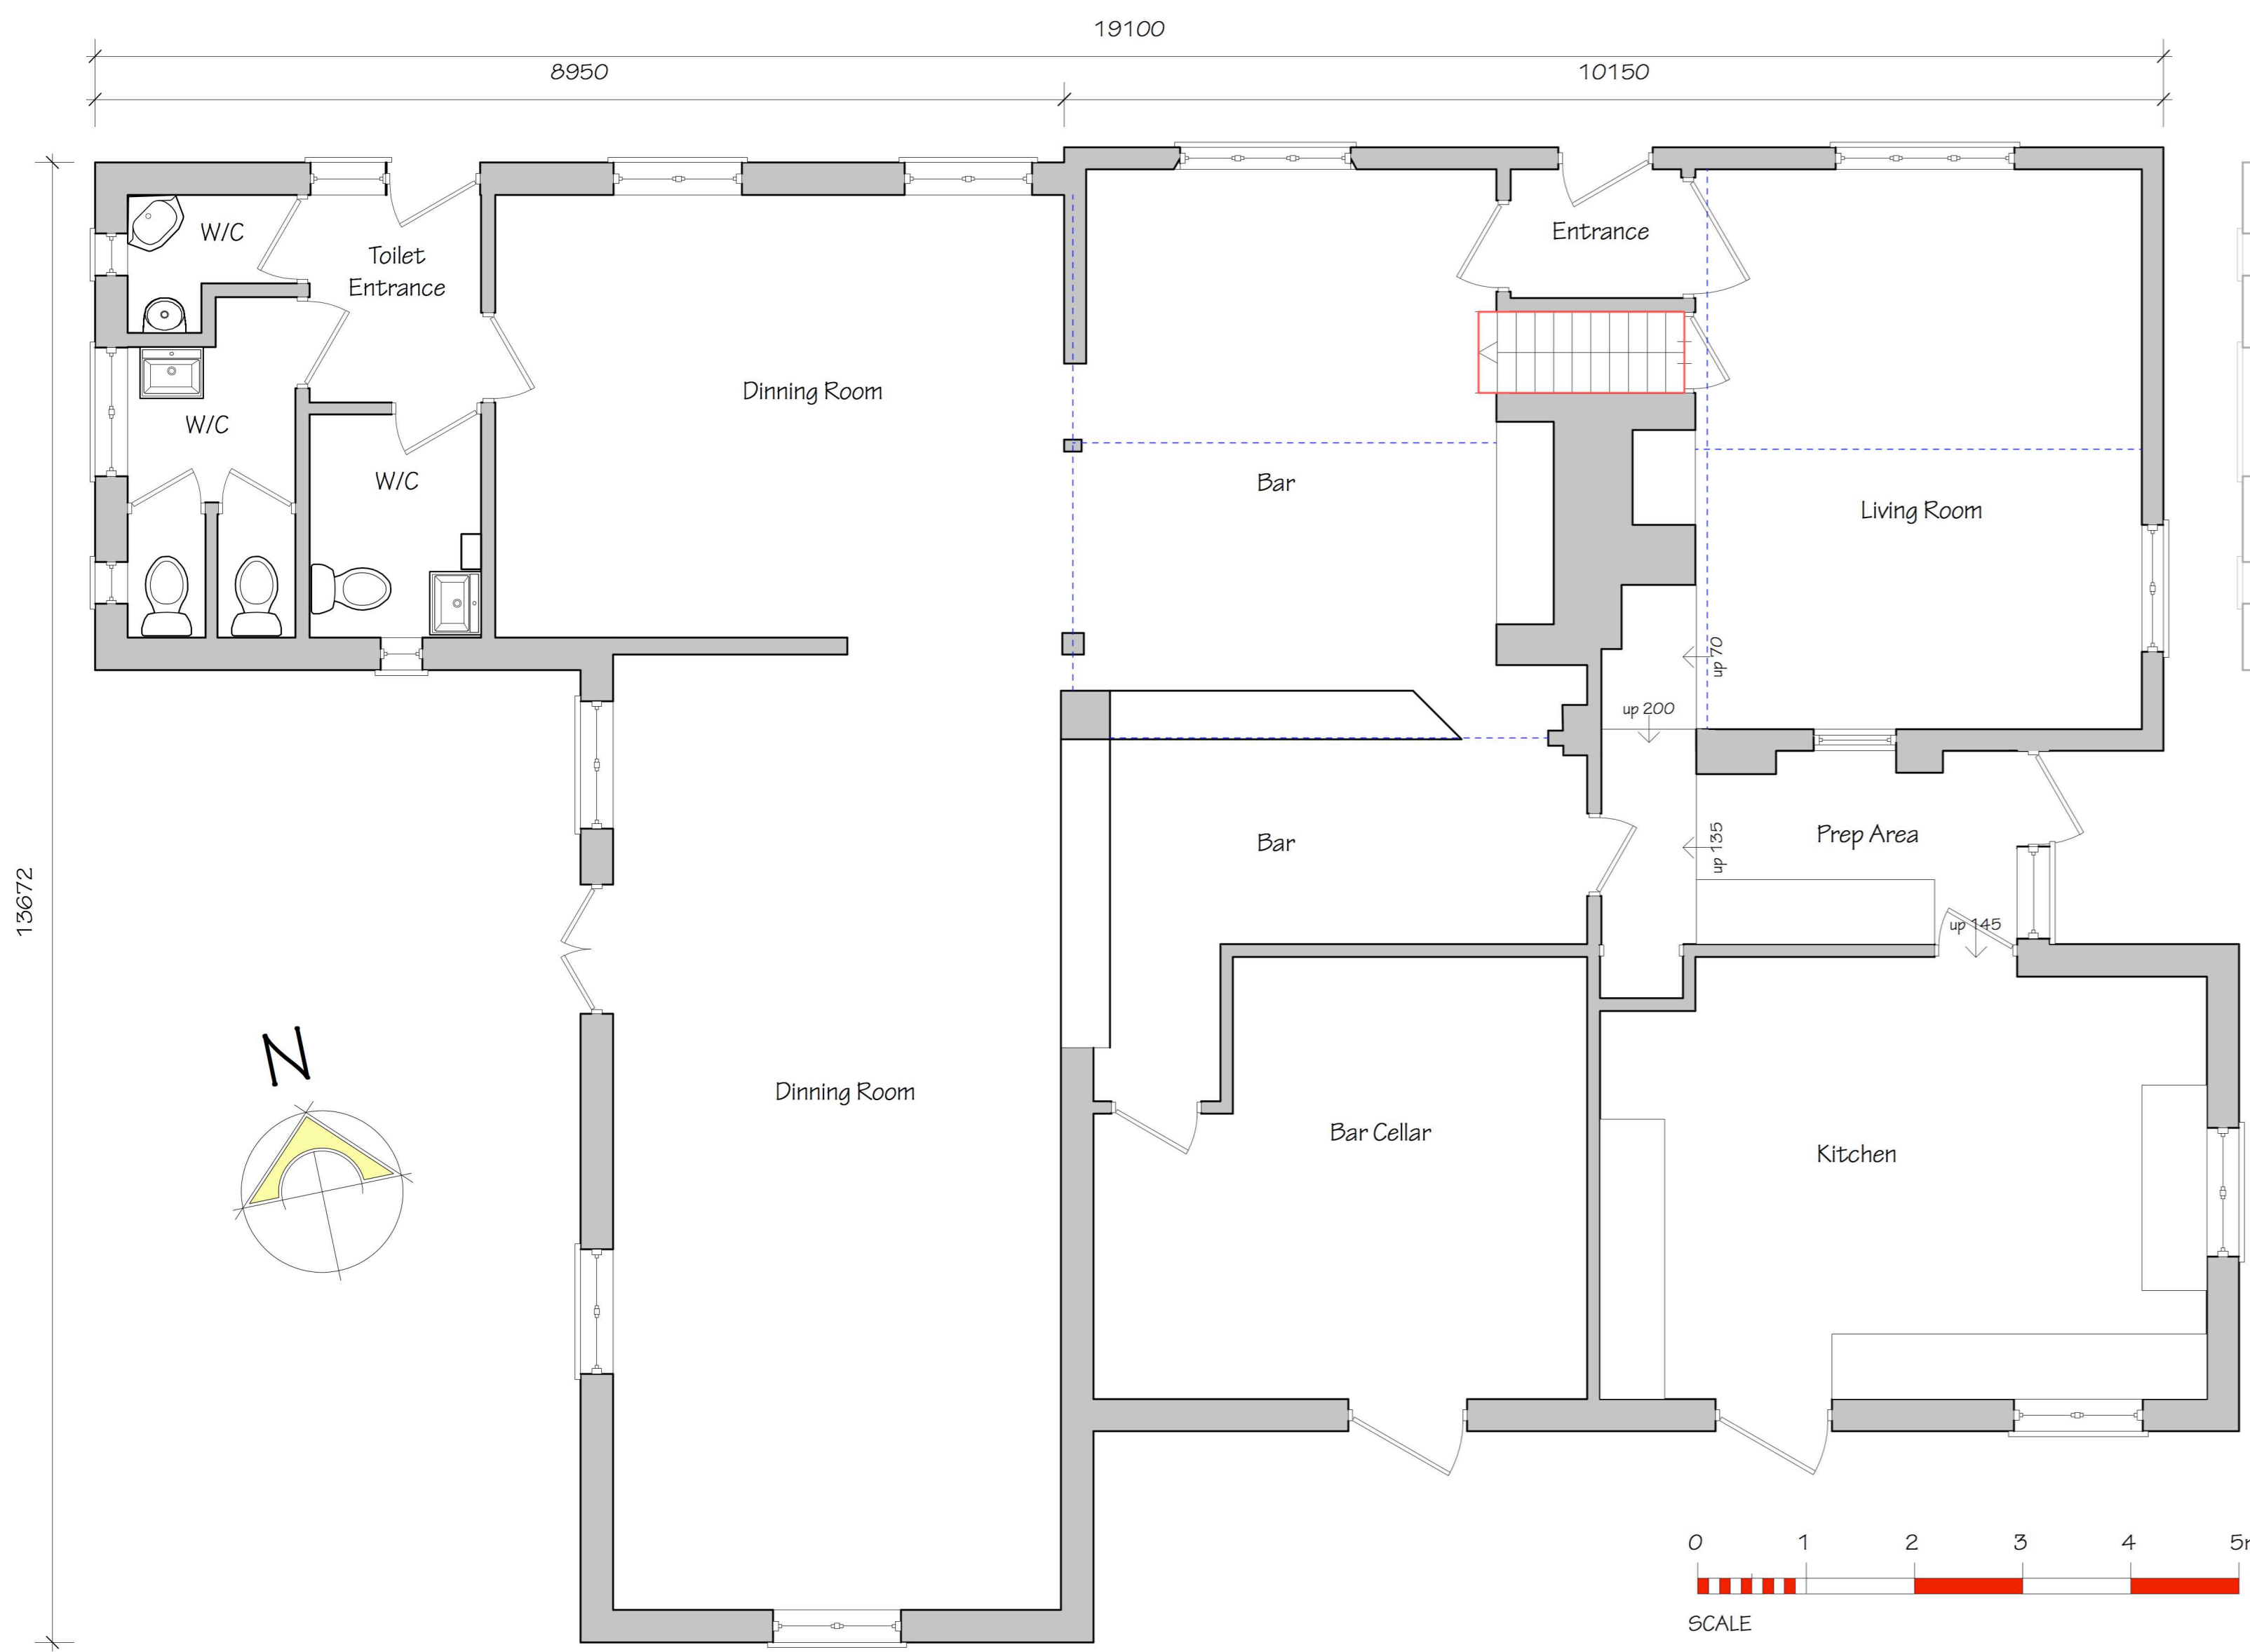 19100
8950
10150
13672
W/C
Toilet
Entrance
Entrance
Dinning Room
W/C
W/C
Bar
Living Room
up 70
up 200
Bar
up 135
Prep Area
up 145
N
Dinning Room
Bar Cellar
Kitchen
0 1 2 3 4 5
SCALE